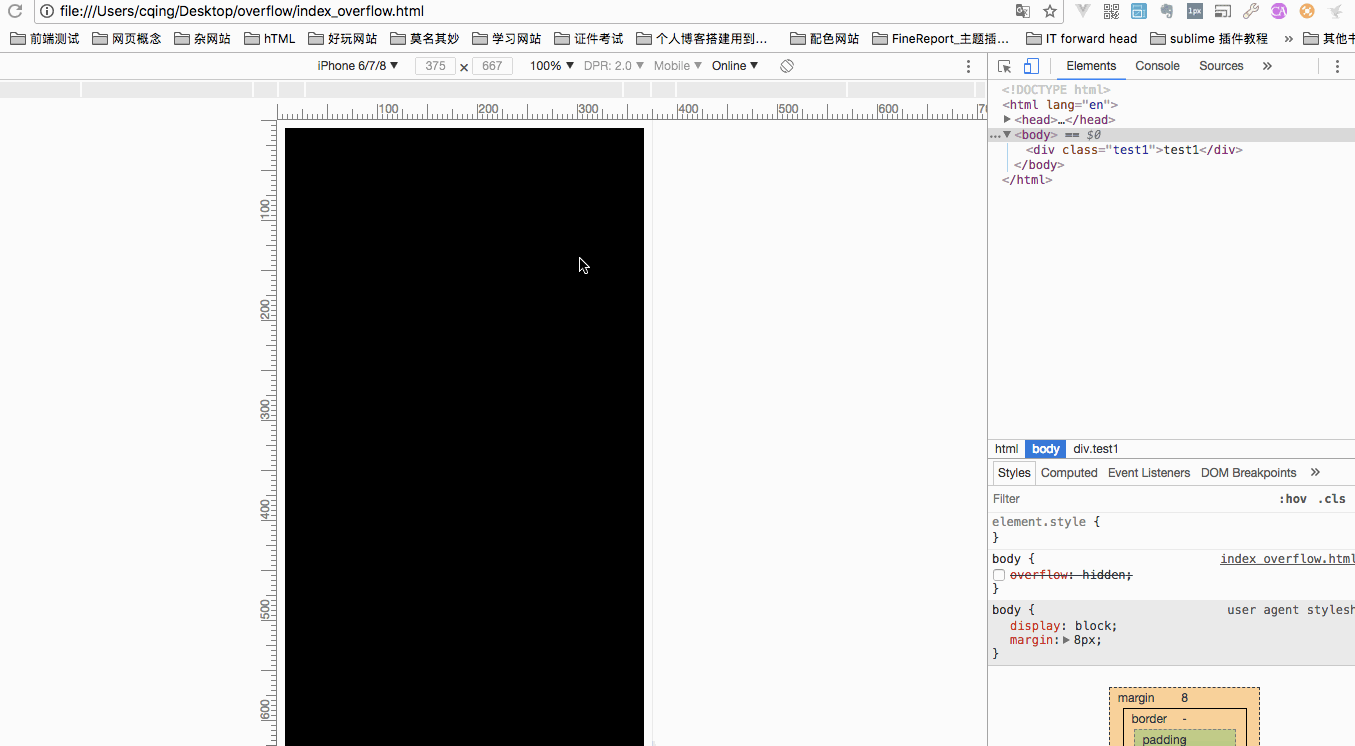 file:///Users/cqing/Desktop/overflow/index_overflow.html
前端测试 网页概念 杂网站 hTML 好玩网站 莫名其妙 学习网站 证件考试 个人博客搭建用到... 配色网站 FineReport_主题插... IT forward head sublime 插件教程 » 其他书
iPhone 6/7/8 ▼ 375 × 667 100% ▼ DPR: 2.0 ▼ Mobile ▼ Online ▼
Elements Console Sources »
100 200 300 400 500 600 70
100
200
300
400
500
600
<!DOCTYPE html>
<html lang="en">
▶<head>…</head>
…▼<body> == $0
<div class="test1">test1</div>
</body>
</html>
html body div.test1
Styles Computed Event Listeners DOM Breakpoints »
Filter :hov .cls
element.style {
}
body { index_overflow.html
overflow: hidden;
}
body { user agent stylesh
display: block;
margin:▶8px;
}
margin 8
border -
padding